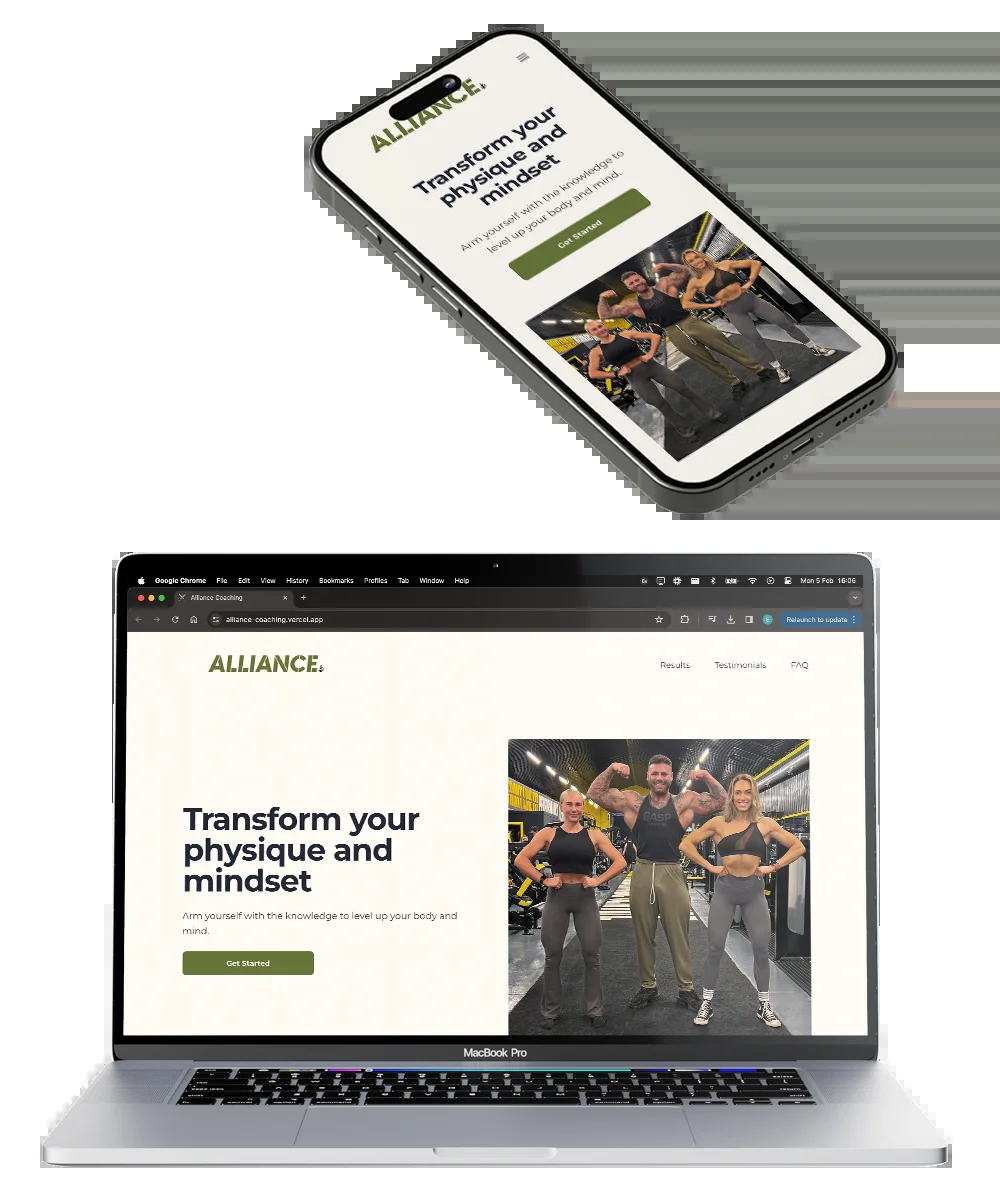 ALLIANCE.
Transform your
physique and
mindset
Arm yourself with the knowledge to
level up your body and mind.
Get Started
Google Chrome File Edit View History Bookmarks Profiles Tab Window Help
Mon 5 Feb 16:06
Alliance Coaching
alliance-coaching.vercel.app
Relaunch to update
ALLIANCE.
Results Testimonials FAQ
Transform your
physique and
mindset
Arm yourself with the knowledge to level up your body and
mind.
Get Started
GASP
MacBook Pro